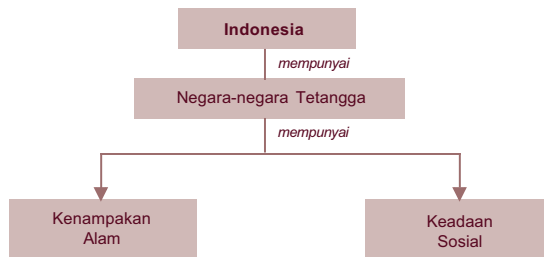 Indonesia
mempunyai
Negara-negara Tetangga
mempunyai
Kenampakan
Alam
Keadaan
Sosial